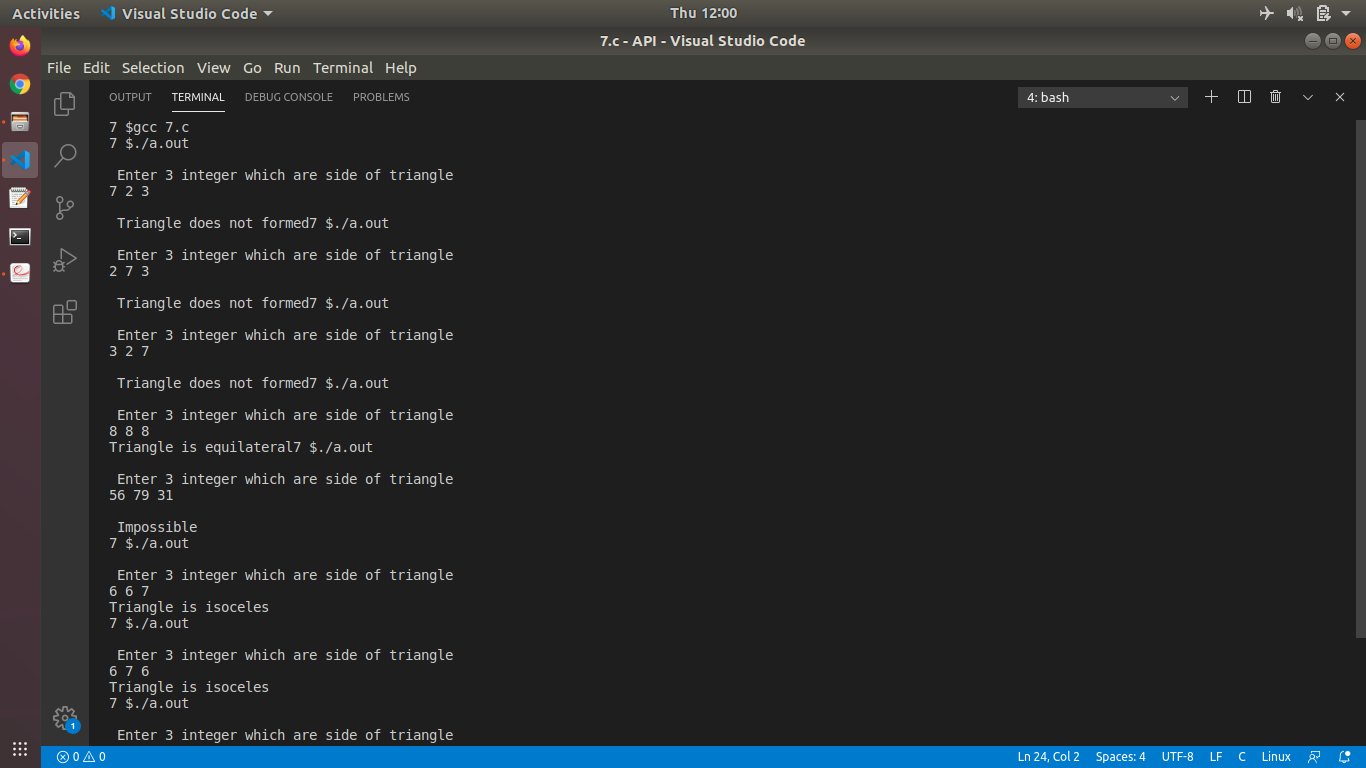 Activities Visual Studio Code Thu 12:00
7.c - API - Visual Studio Code
File Edit Selection View Go Run Terminal Help
OUTPUT TERMINAL DEBUG CONSOLE PROBLEMS 4: bash
7 $gcc 7.c
7 $./a.out
Enter 3 integer which are side of triangle
7 2 3
Triangle does not formed7 $./a.out
Enter 3 integer which are side of triangle
2 7 3
Triangle does not formed7 $./a.out
Enter 3 integer which are side of triangle
3 2 7
Triangle does not formed7 $./a.out
Enter 3 integer which are side of triangle
8 8 8
Triangle is equilateral7 $./a.out
Enter 3 integer which are side of triangle
56 79 31
Impossible
7 $./a.out
Enter 3 integer which are side of triangle
6 6 7
Triangle is isoceles
7 $./a.out
Enter 3 integer which are side of triangle
6 7 6
Triangle is isoceles
7 $./a.out
Enter 3 integer which are side of triangle
1
0 0 Ln 24, Col 2 Spaces: 4 UTF-8 LF C Linux